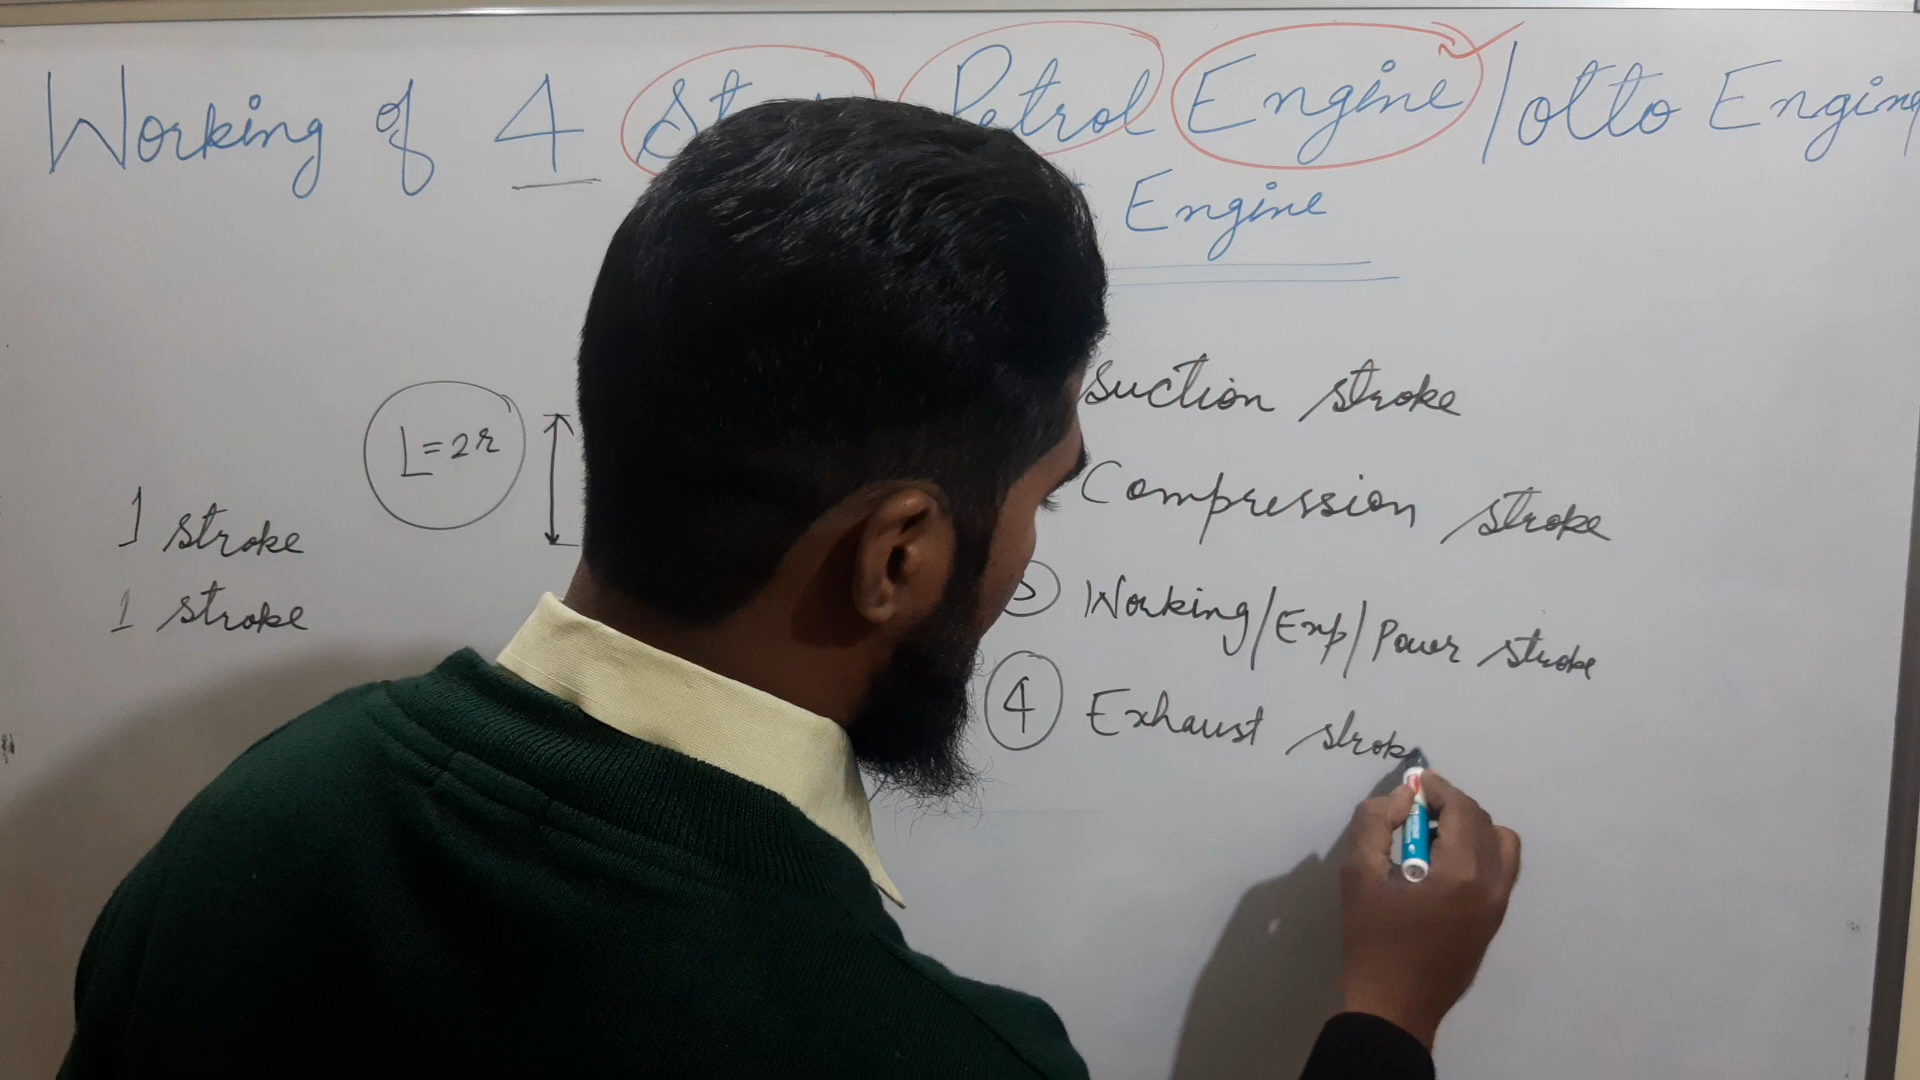 Working of 4 Petrol Engine / otto Engine
Engine
L=2r
1 stroke
1 stroke
Suction stroke
Compression stroke
Working/Exp/Power stroke
4 Exhaust stroke